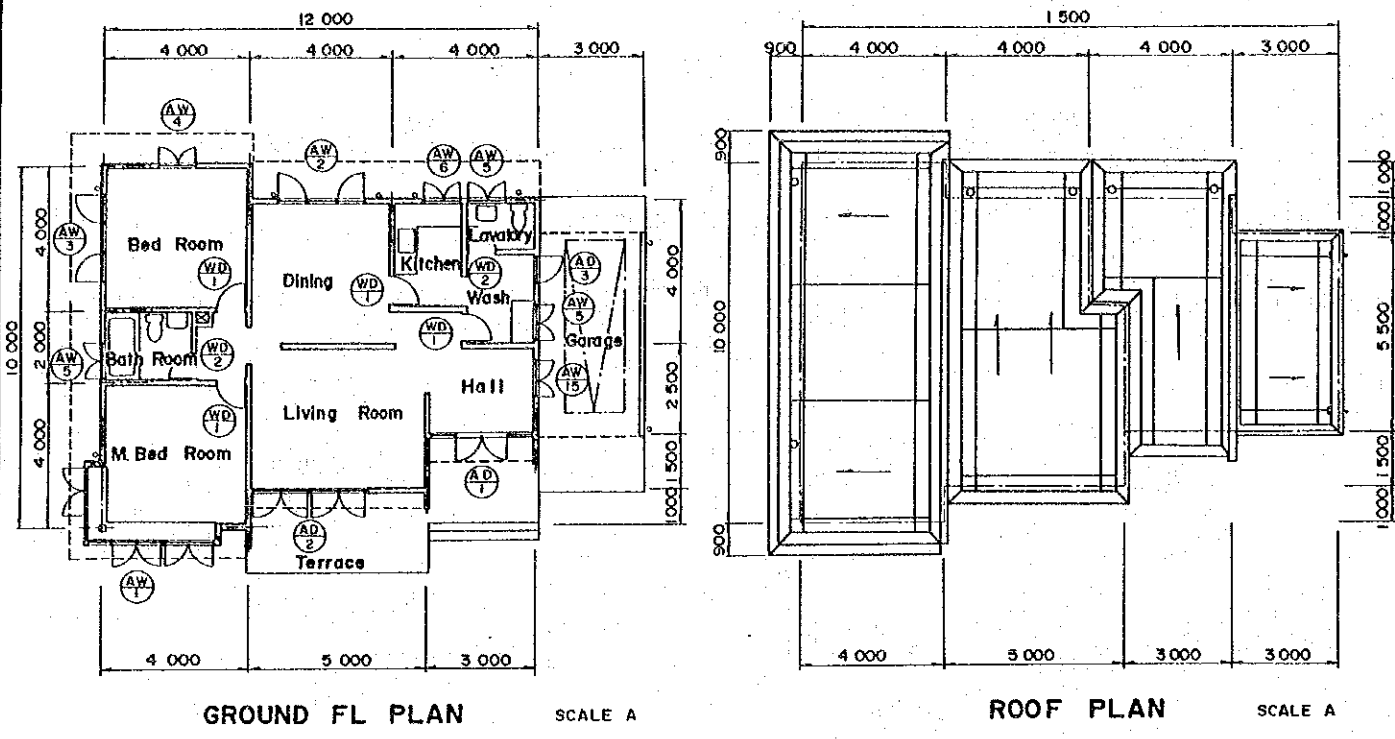 12 000
4 000 4 000 4 000 3 000
AW 4
AW 2
AW 6
AW 5
4 000
AW 3
Bed Room
WD 1
Dining
WD 1
Kitchen
Lavatory
WD 2
Wash
AD 3
4 000
10 000
2 000
AW 5
Bath Room
WD 2
WD 1
AW 5
Garage
AW 15
Hall
2 500
4 000
WD 1
Living Room
M. Bed Room
AD 1
1 500
1 000
AD 2
Terrace
AW 1
4 000 5 000 3 000
GROUND FL PLAN SCALE A
1 500
900 4 000 4 000 4 000 3 000
900
10 000
900
1 000
1 000
5 500
1 500
1 000
4 000 5 000 3 000 3 000
ROOF PLAN SCALE A